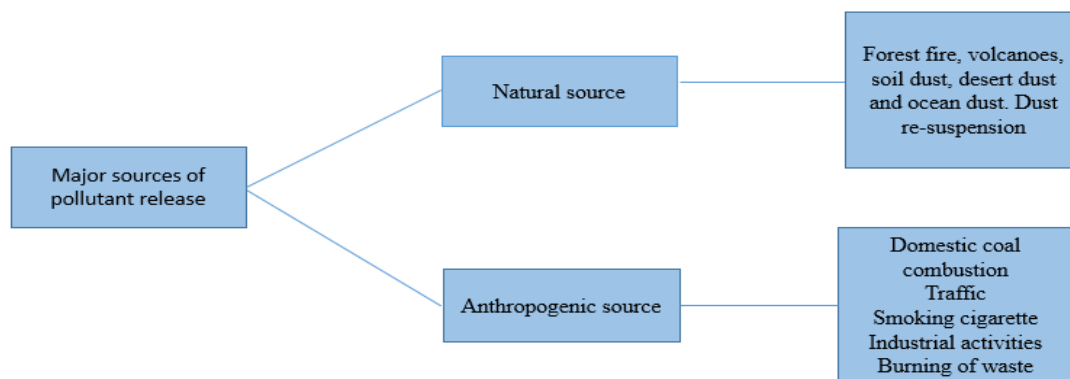 Major sources of
pollutant release
Natural source
Forest fire, volcanoes,
soil dust, desert dust
and ocean dust. Dust
re-suspension
Anthropogenic source
Domestic coal
combustion
Traffic
Smoking cigarette
Industrial activities
Burning of waste